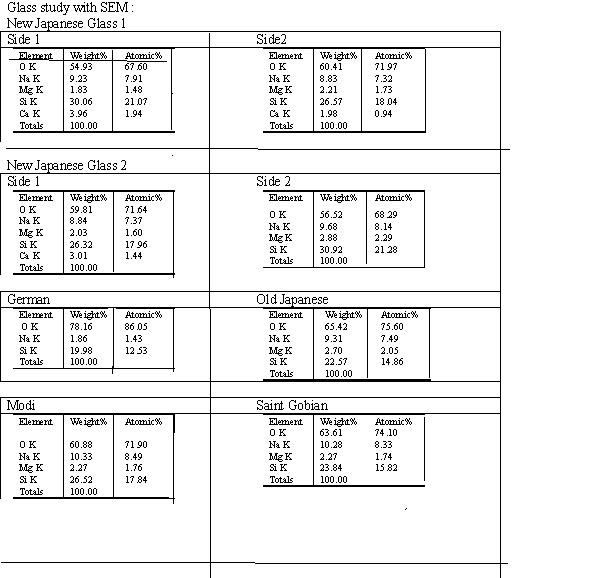 Glass study with SEM :
New Japanese Glass 1
Side 1
Element Weight% Atomic%
O K 54.93 67.60
Na K 9.23 7.91
Mg K 1.83 1.48
Si K 30.06 21.07
Ca K 3.96 1.94
Totals 100.00
Side2
Element Weight% Atomic%
O K 60.41 71.97
Na K 8.83 7.32
Mg K 2.21 1.73
Si K 26.57 18.04
Ca K 1.98 0.94
Totals 100.00
New Japanese Glass 2
Side 1
Element Weight% Atomic%
O K 59.81 71.64
Na K 8.84 7.37
Mg K 2.03 1.60
Si K 26.32 17.96
Ca K 3.01 1.44
Totals 100.00
Side 2
Element Weight% Atomic%
O K 56.52 68.29
Na K 9.68 8.14
Mg K 2.88 2.29
Si K 30.92 21.28
Totals 100.00
German
Element Weight% Atomic%
O K 78.16 86.05
Na K 1.86 1.43
Si K 19.98 12.53
Totals 100.00
Old Japanese
Element Weight% Atomic%
O K 65.42 75.60
Na K 9.31 7.49
Mg K 2.70 2.05
Si K 22.57 14.86
Totals 100.00
Modi
Element Weight% Atomic%
O K 60.88 71.90
Na K 10.33 8.49
Mg K 2.27 1.76
Si K 26.52 17.84
Totals 100.00
Saint Gobian
Element Weight% Atomic%
O K 63.61 74.10
Na K 10.28 8.33
Mg K 2.27 1.74
Si K 23.84 15.82
Totals 100.00